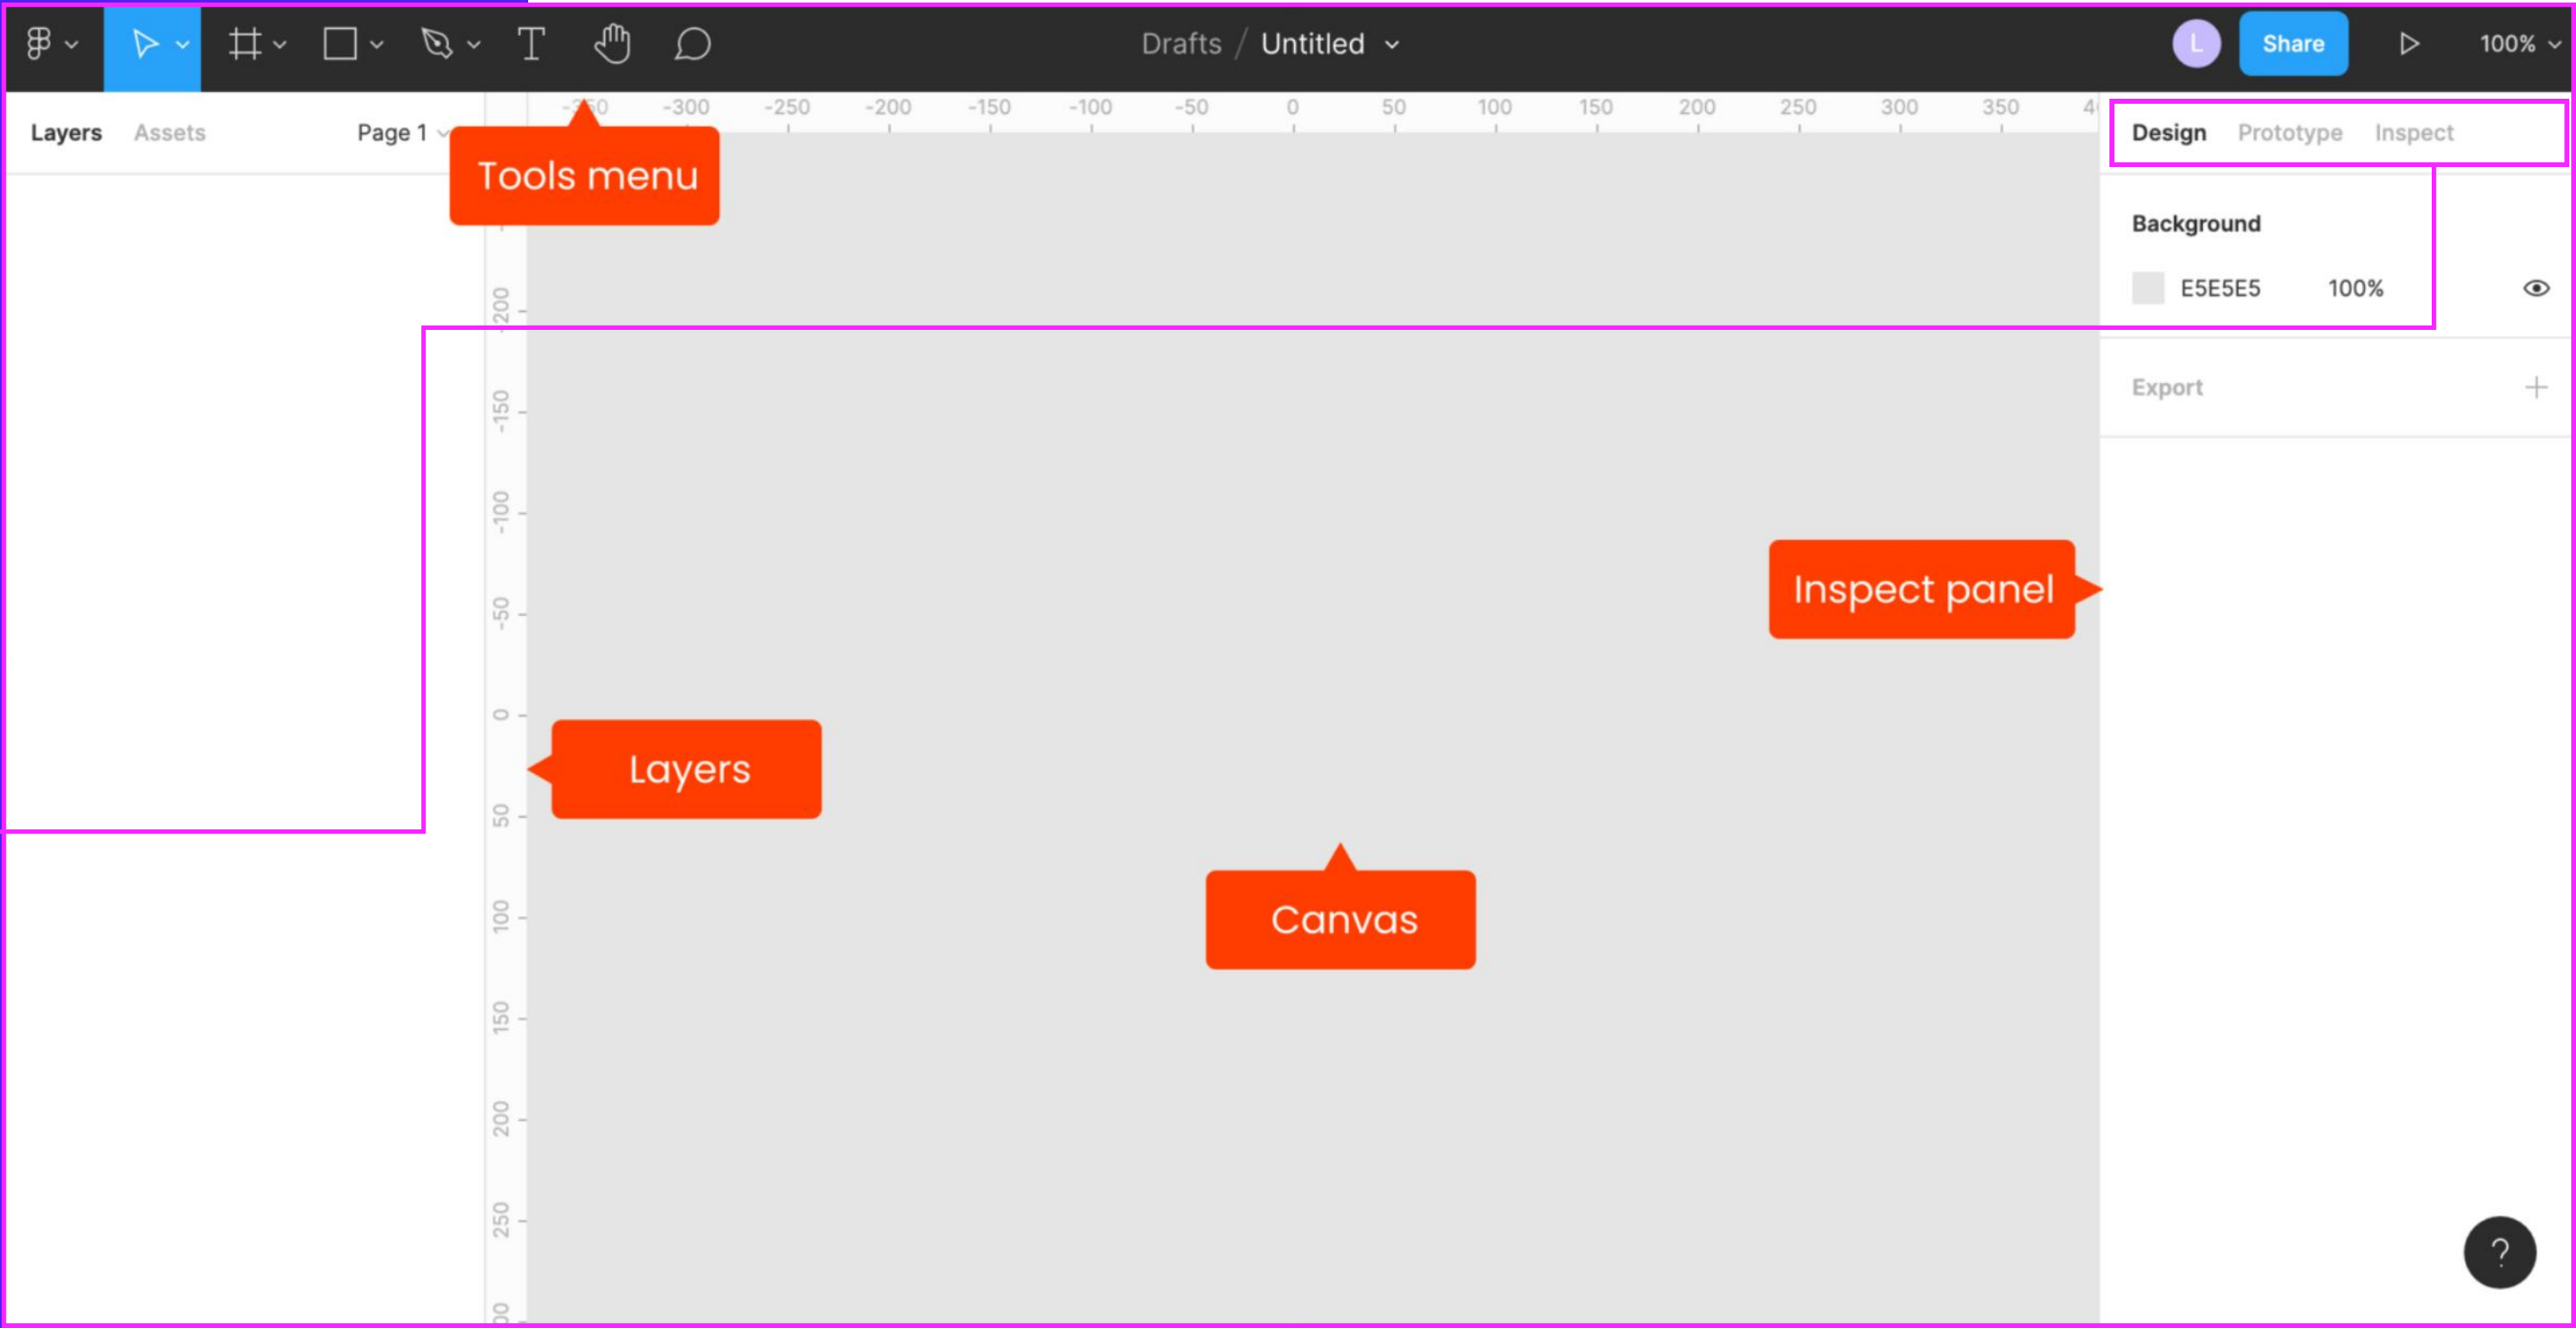 Drafts / Untitled
L
Share
100%
Layers Assets Page 1
-300 -250 -200 -150 -100 -50 0 50 100 150 200 250 300 350
Design Prototype Inspect
Tools menu
Background
E5E5E5 100%
Export
-150
-100
-50
0
50
100
150
200
250
Inspect panel
Layers
Canvas
?